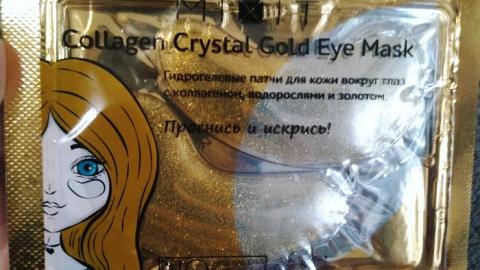 Collagen Crystal Gold Eye Mask
Гидрогелевые патчи для кожи вокруг глаз
с коллагеном, водорослями и золотом.
Проснись и искрись!